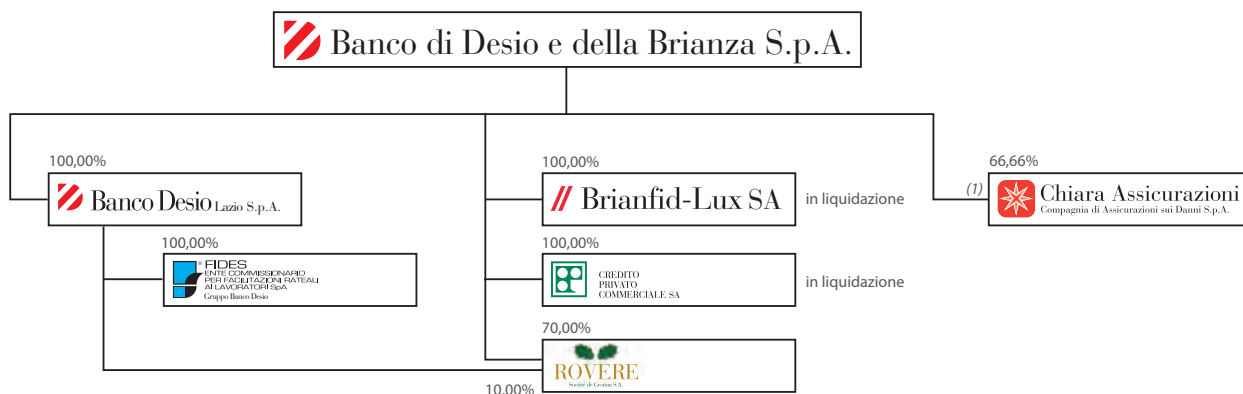 Banco di Desio e della Brianza S.p.A.
100,00%
Banco Desio Lazio S.p.A.
100,00%
FIDES
ENTE COMMISSIONARIO
PER FACILITAZIONI RATEALI
AI LAVORATORI SpA
Gruppo Banco Desio
100,00%
Brianfid-Lux SA
in liquidazione
100,00%
CREDITO
PRIVATO
COMMERCIALE SA
in liquidazione
70,00%
ROVERE
Société de Gestion S.A.
10,00%
66,66%
(1)
Chiara Assicurazioni
Compagnia di Assicurazioni sui Danni S.p.A.